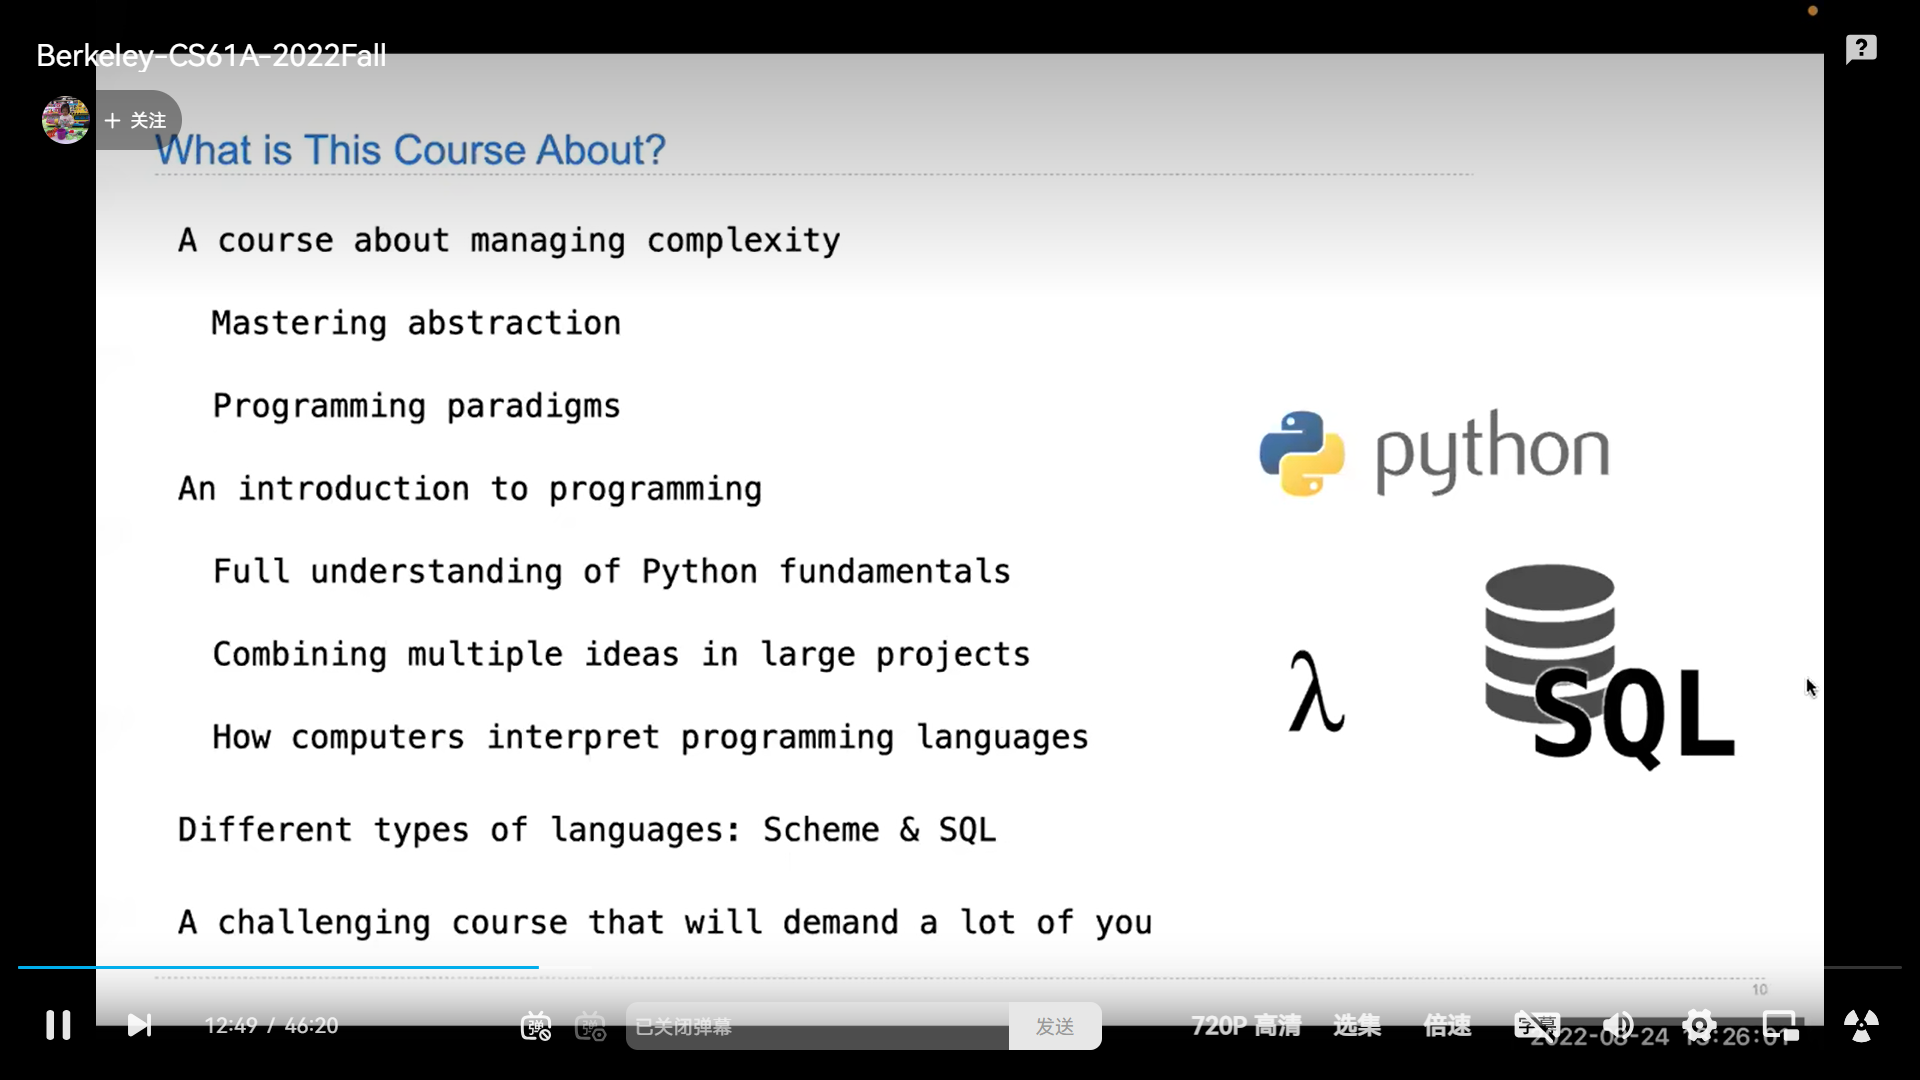 Berkeley-CS61A-2022Fall
+ 关注
What is This Course About?
A course about managing complexity
Mastering abstraction
Programming paradigms
An introduction to programming
Full understanding of Python fundamentals
Combining multiple ideas in large projects
How computers interpret programming languages
Different types of languages: Scheme & SQL
A challenging course that will demand a lot of you
python
λ
SQL
10
12:49 / 46:20
弹
弹
已关闭弹幕
发送
720P 高清
选集
倍速
字幕
2022-08-24